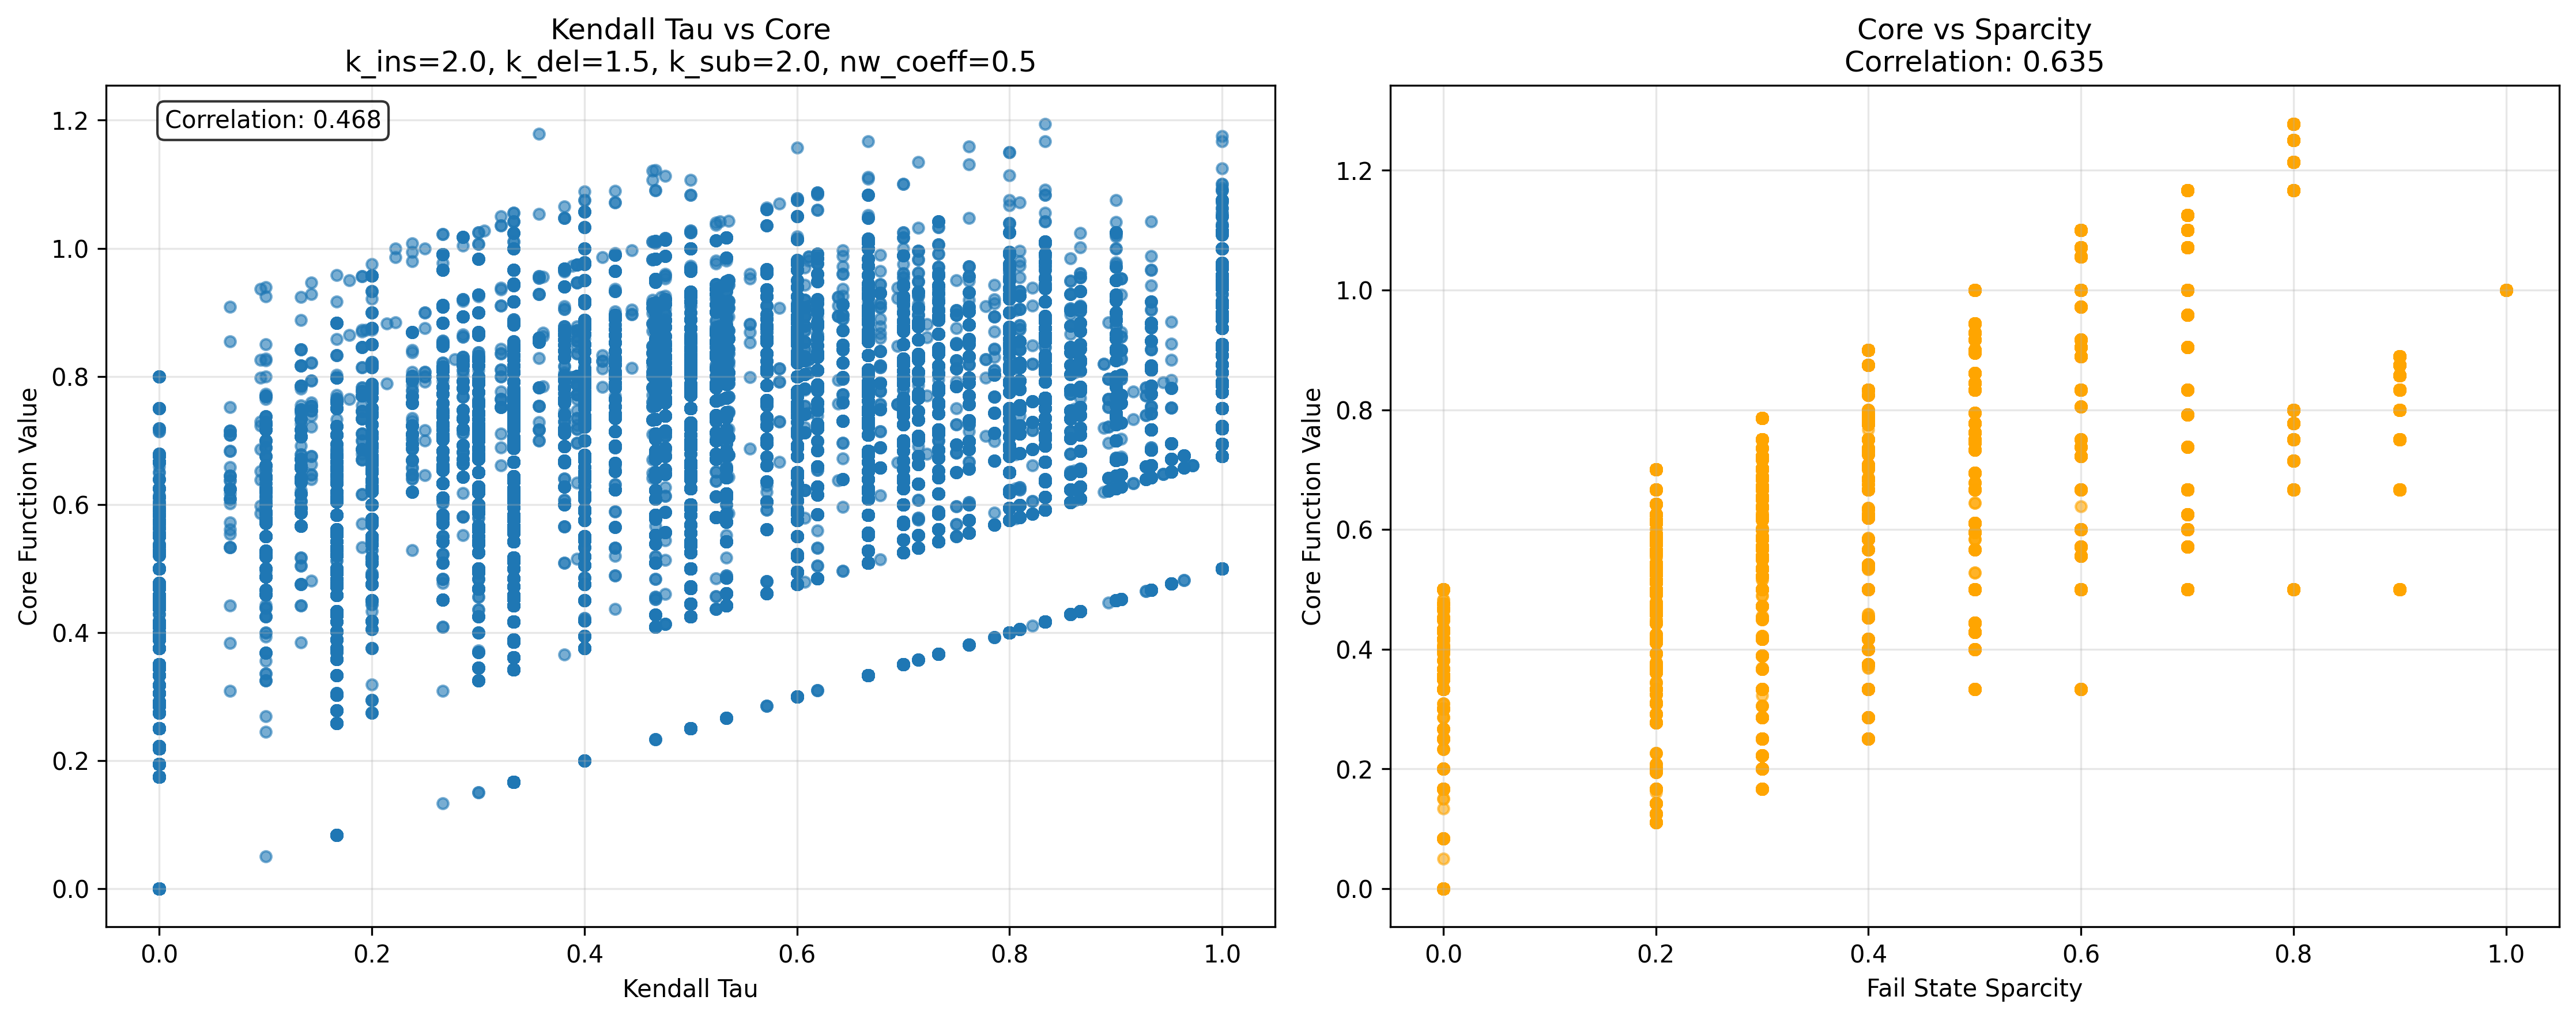 Kendall Tau vs Core
k_ins=2.0, k_del=1.5, k_sub=2.0, nw_coeff=0.5
Correlation: 0.468
1.2
1.0
0.8
0.6
0.4
0.2
0.0
Core Function Value
0.0 0.2 0.4 0.6 0.8 1.0
Kendall Tau
Core vs Sparcity
Correlation: 0.635
1.2
1.0
0.8
0.6
0.4
0.2
0.0
Core Function Value
0.0 0.2 0.4 0.6 0.8 1.0
Fail State Sparcity